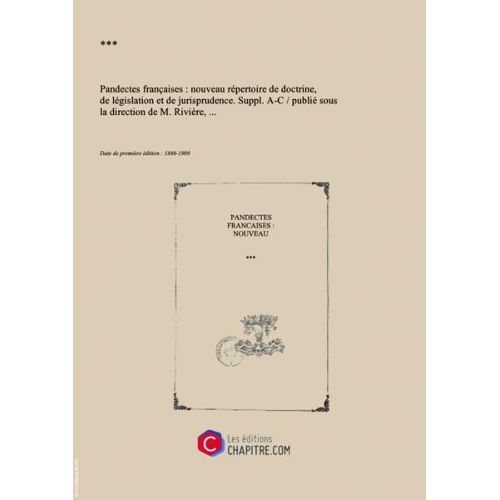 ***
Pandectes françaises : nouveau répertoire de doctrine,
de législation et de jurisprudence. Suppl. A-C / publié sous
la direction de M. Rivière, ...
Date de première édition : 1886-1909
PANDECTES
FRANCAISES :
NOUVEAU
***
C
Les éditions
CHAPITRE.COM